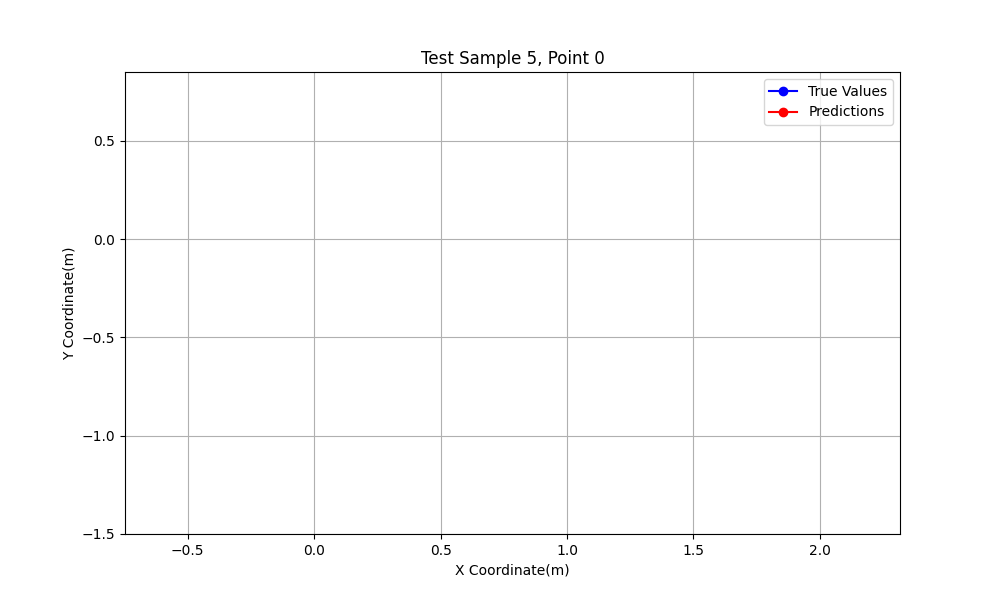 Test Sample 5, Point 0
True Values
Predictions
Y Coordinate(m)
0.5
0.0
−0.5
−1.0
−1.5
−0.5
0.0
0.5
1.0
1.5
2.0
X Coordinate(m)